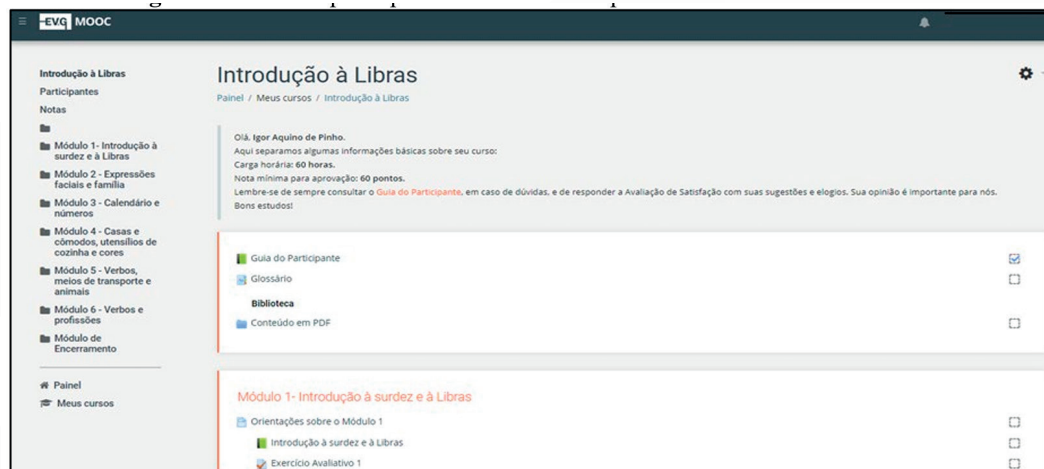 EV.G MOOC
Introdução à Libras
Participantes
Notas
Módulo 1- Introdução à
surdez e à Libras
Módulo 2 - Expressões
faciais e família
Módulo 3 - Calendário e
números
Módulo 4 - Casas e
cômodos, utensílios de
cozinha e cores
Módulo 5 - Verbos,
meios de transporte e
animais
Módulo 6 - Verbos e
profissões
Módulo de
Encerramento
Painel
Meus cursos
Introdução à Libras
Painel / Meus cursos / Introdução à Libras
Olá, Igor Aquino de Pinho.
Aqui separamos algumas informações básicas sobre seu curso:
Carga horária: 60 horas.
Nota mínima para aprovação: 60 pontos.
Lembre-se de sempre consultar o Guia do Participante, em caso de dúvidas, e de responder a Avaliação de Satisfação com suas sugestões e elogios. Sua opinião é importante para nós.
Bons estudos!
Guia do Participante
Glossário
Biblioteca
Conteúdo em PDF
Módulo 1- Introdução à surdez e à Libras
Orientações sobre o Módulo 1
Introdução à surdez e à Libras
Exercício Avaliativo 1